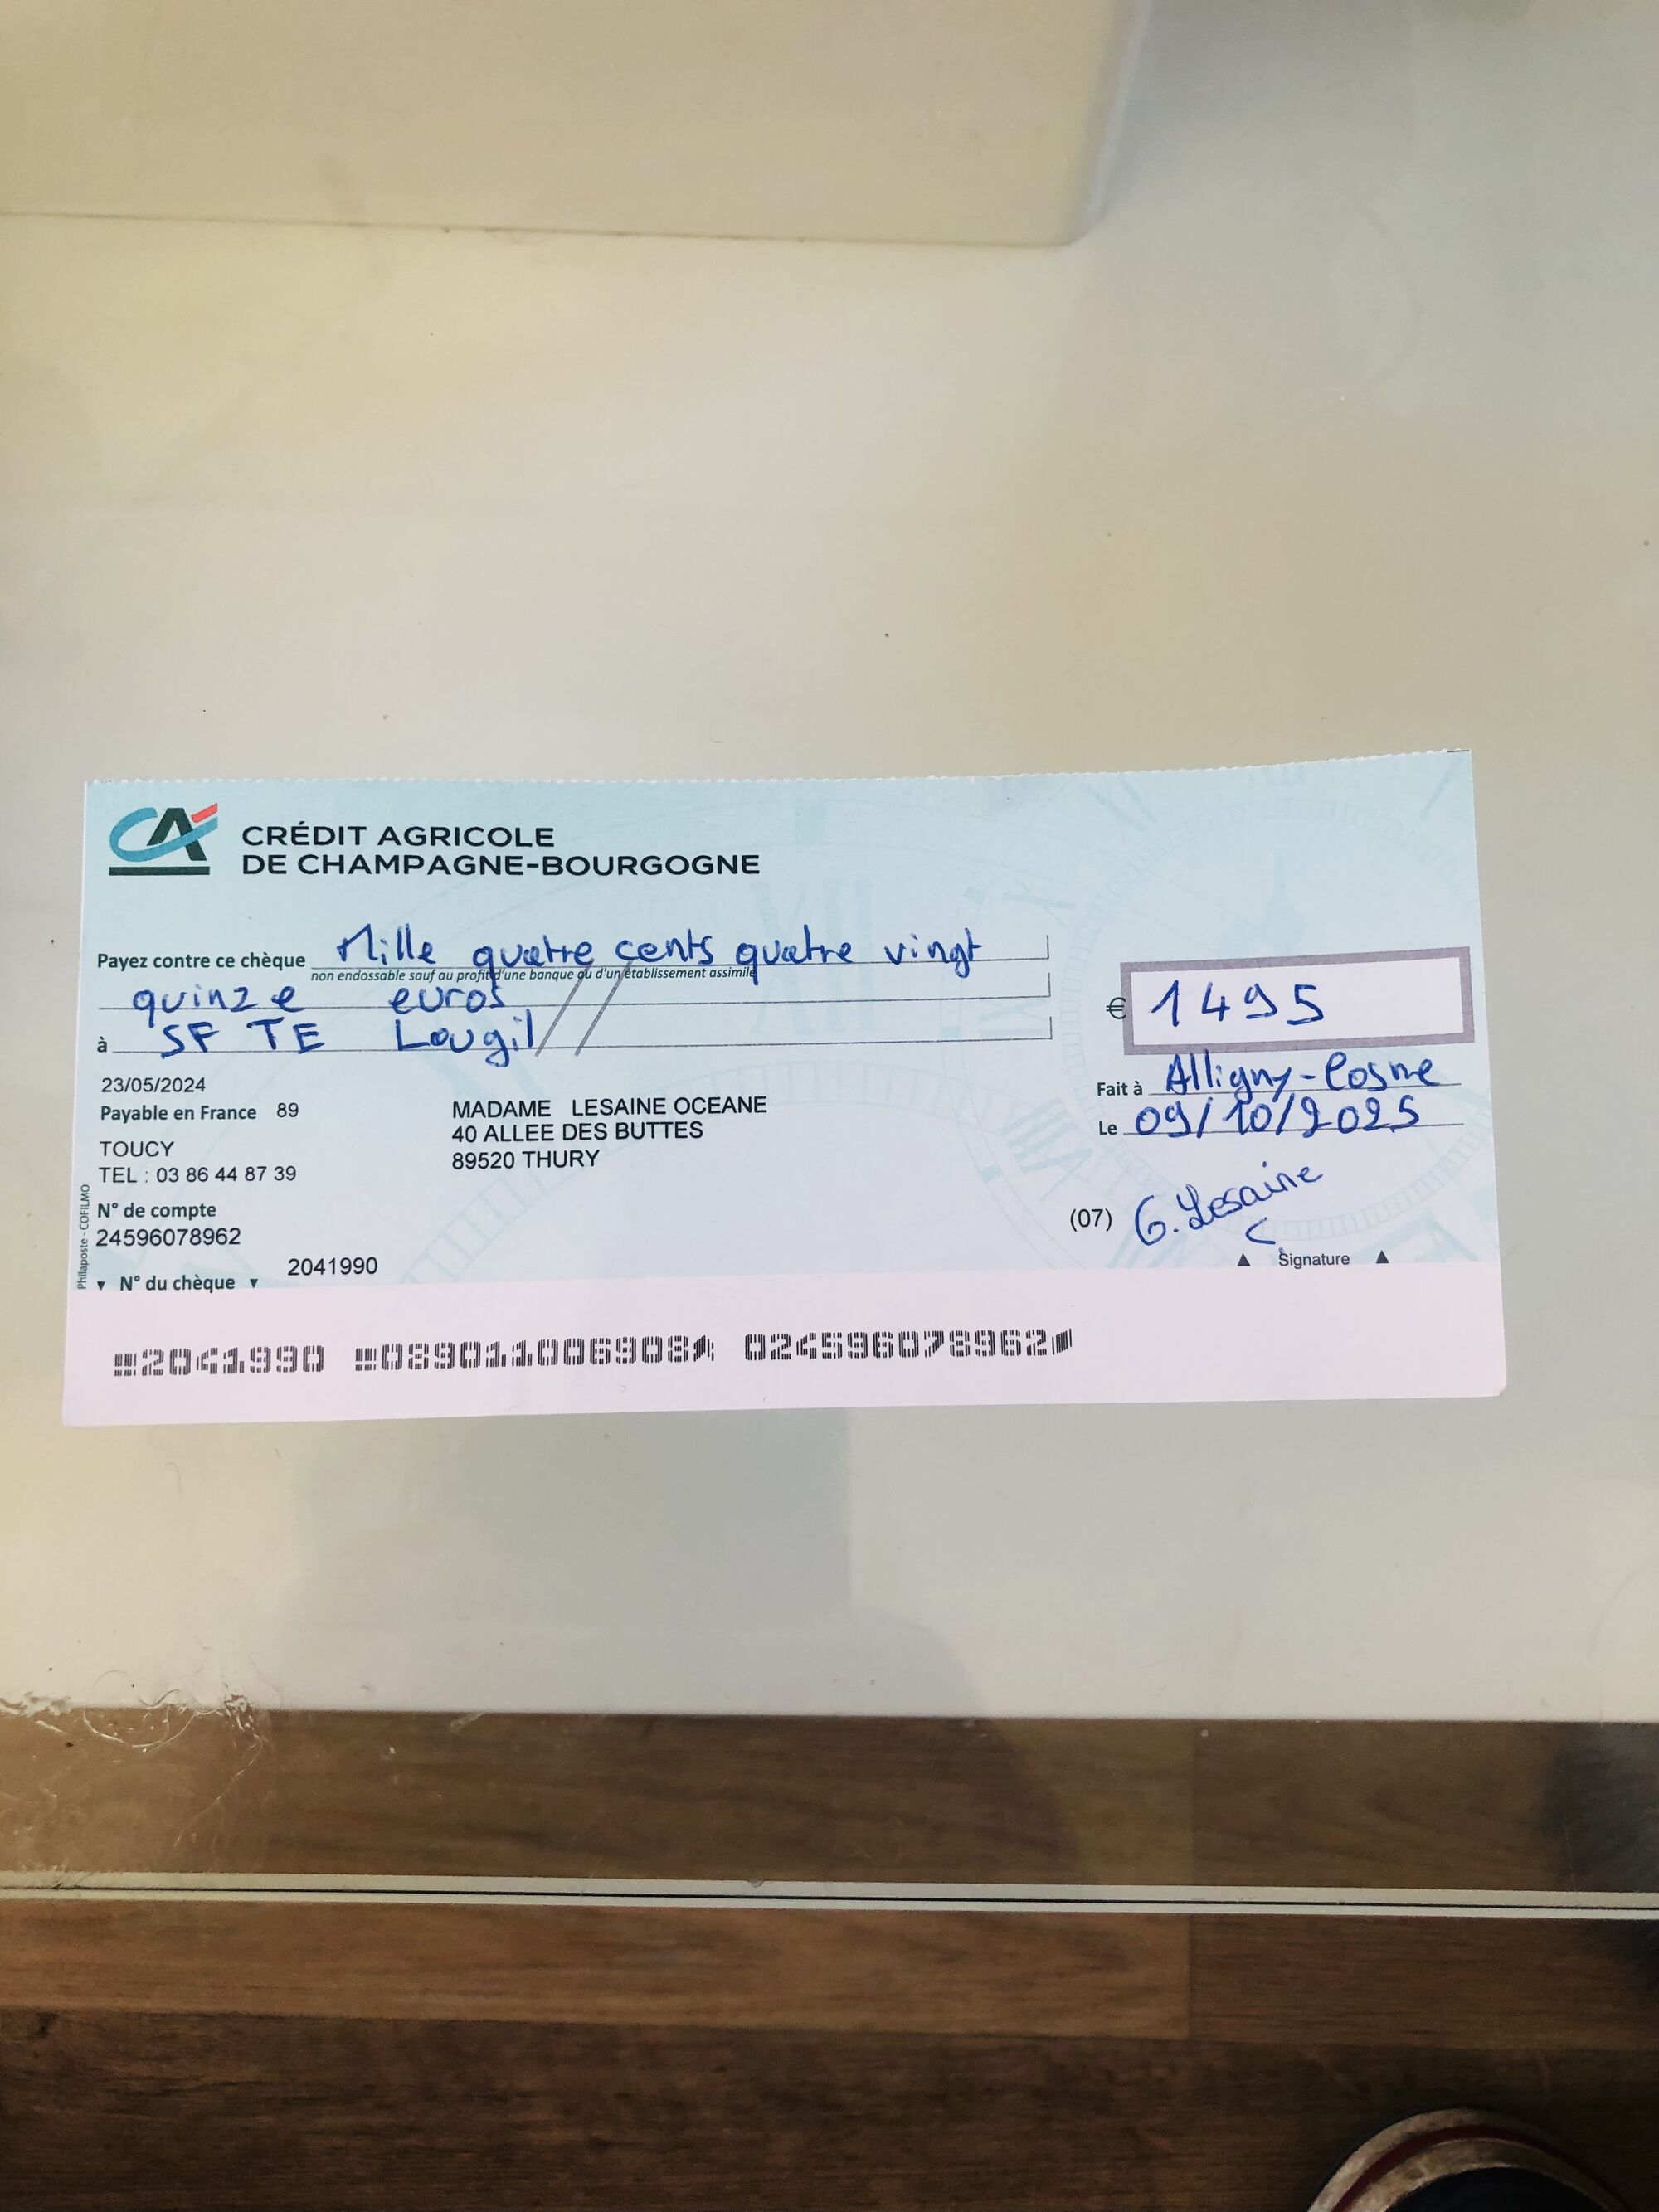 CRÉDIT AGRICOLE
DE CHAMPAGNE-BOURGOGNE
Payez contre ce chèque Mille quatre cents quatre vingt
non endossable sauf au profit d'une banque ou d'un établissement assimilé
quinze euros
€ 1495
à SF TE Lougil
Fait à Alligny-Cosne
Le 09/10/2025
23/05/2024
Payable en France 89
TOUCY
TEL : 03 86 44 87 39
MADAME LESAINE OCEANE
40 ALLEE DES BUTTES
89520 THURY
N° de compte
24596078962
(07) G. Lesaine
Signature
N° du chèque 2041990
Philaposte - COFILMO
2041990 089011006908 024596078962